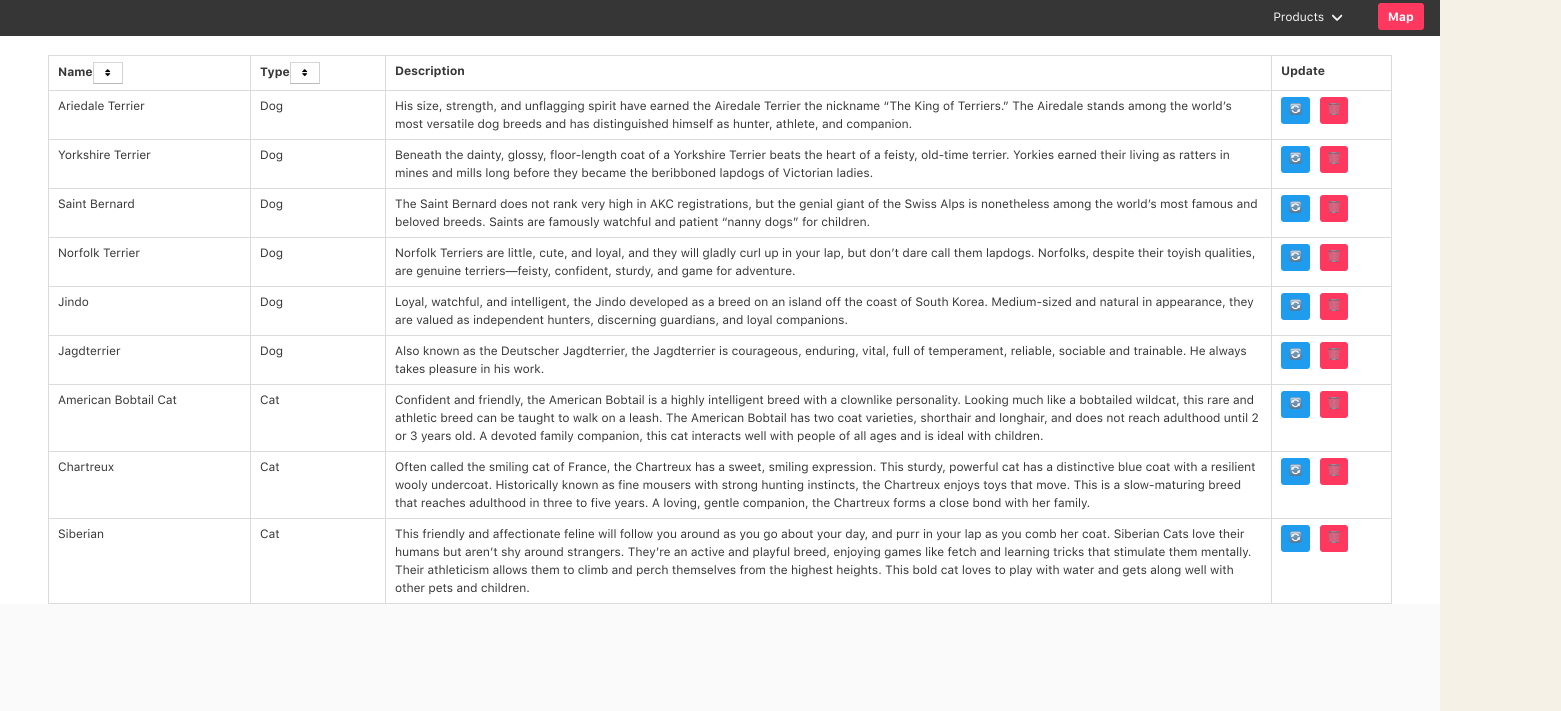 Products Map
Name Type Description Update
Ariedale Terrier Dog His size, strength, and unflagging spirit have earned the Airedale Terrier the nickname “The King of Terriers.” The Airedale stands among the world’s
most versatile dog breeds and has distinguished himself as hunter, athlete, and companion.
Yorkshire Terrier Dog Beneath the dainty, glossy, floor-length coat of a Yorkshire Terrier beats the heart of a feisty, old-time terrier. Yorkies earned their living as ratters in
mines and mills long before they became the beribboned lapdogs of Victorian ladies.
Saint Bernard Dog The Saint Bernard does not rank very high in AKC registrations, but the genial giant of the Swiss Alps is nonetheless among the world’s most famous and
beloved breeds. Saints are famously watchful and patient “nanny dogs” for children.
Norfolk Terrier Dog Norfolk Terriers are little, cute, and loyal, and they will gladly curl up in your lap, but don’t dare call them lapdogs. Norfolks, despite their toyish qualities,
are genuine terriers—feisty, confident, sturdy, and game for adventure.
Jindo Dog Loyal, watchful, and intelligent, the Jindo developed as a breed on an island off the coast of South Korea. Medium-sized and natural in appearance, they
are valued as independent hunters, discerning guardians, and loyal companions.
Jagdterrier Dog Also known as the Deutscher Jagdterrier, the Jagdterrier is courageous, enduring, vital, full of temperament, reliable, sociable and trainable. He always
takes pleasure in his work.
American Bobtail Cat Cat Confident and friendly, the American Bobtail is a highly intelligent breed with a clownlike personality. Looking much like a bobtailed wildcat, this rare and
athletic breed can be taught to walk on a leash. The American Bobtail has two coat varieties, shorthair and longhair, and does not reach adulthood until 2
or 3 years old. A devoted family companion, this cat interacts well with people of all ages and is ideal with children.
Chartreux Cat Often called the smiling cat of France, the Chartreux has a sweet, smiling expression. This sturdy, powerful cat has a distinctive blue coat with a resilient
wooly undercoat. Historically known as fine mousers with strong hunting instincts, the Chartreux enjoys toys that move. This is a slow-maturing breed
that reaches adulthood in three to five years. A loving, gentle companion, the Chartreux forms a close bond with her family.
Siberian Cat This friendly and affectionate feline will follow you around as you go about your day, and purr in your lap as you comb her coat. Siberian Cats love their
humans but aren’t shy around strangers. They’re an active and playful breed, enjoying games like fetch and learning tricks that stimulate them mentally.
Their athleticism allows them to climb and perch themselves from the highest heights. This bold cat loves to play with water and gets along well with
other pets and children.